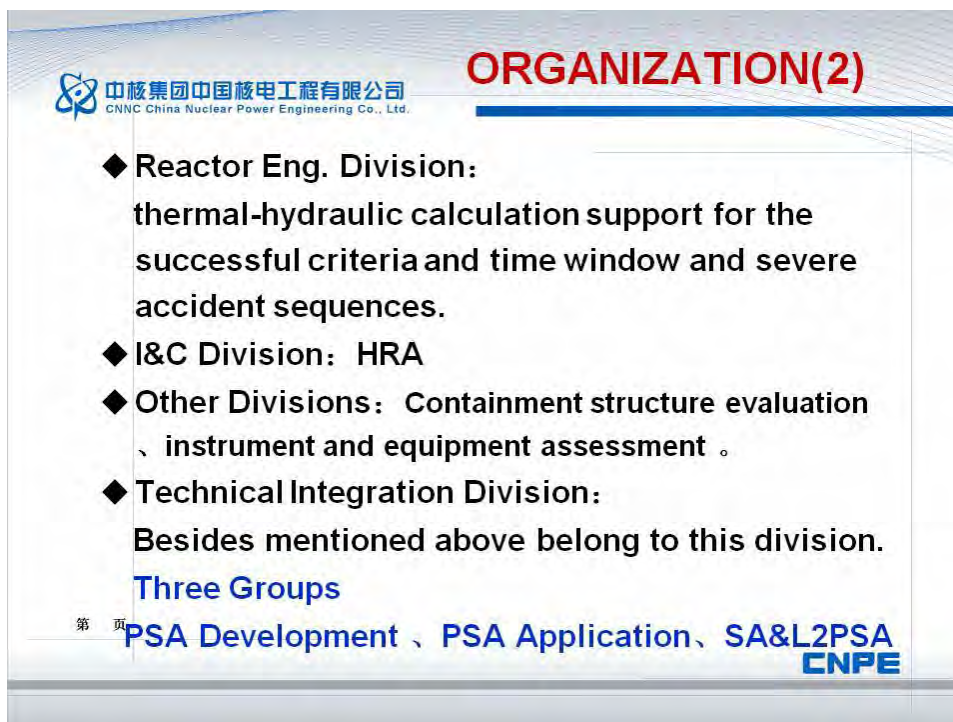 ORGANIZATION(2)
中核集团中国核电工程有限公司
CNNC China Nuclear Power Engineering Co., Ltd.
◆Reactor Eng. Division：
thermal-hydraulic calculation support for the
successful criteria and time window and severe
accident sequences.
◆I&C Division：HRA
◆Other Divisions：Containment structure evaluation
、instrument and equipment assessment 。
◆Technical Integration Division：
Besides mentioned above belong to this division.
Three Groups
第 页
PSA Development 、PSA Application、SA&L2PSA
CNPE